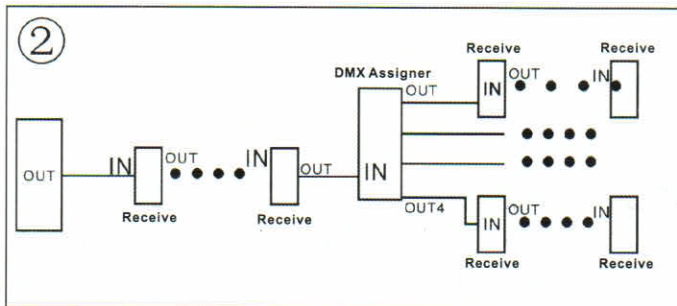 ②
Receive Receive
DMX Assigner
OUT IN OUT IN
OUT IN OUT IN OUT IN
Receive Receive
OUT4 IN OUT IN
Receive Receive